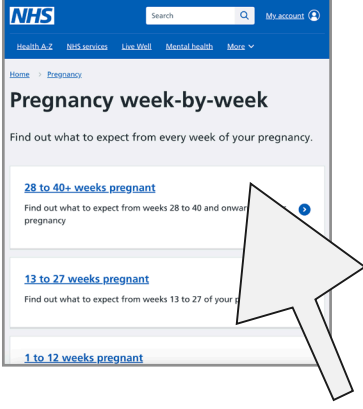 NHS
Search
My account
Health A-Z NHS services Live Well Mental health More
Home > Pregnancy
Pregnancy week-by-week
Find out what to expect from every week of your pregnancy.
28 to 40+ weeks pregnant
Find out what to expect from weeks 28 to 40 and
pregnancy
13 to 27 weeks pregnant
Find out what to expect from weeks 13 to 27 of your
1 to 12 weeks pregnant